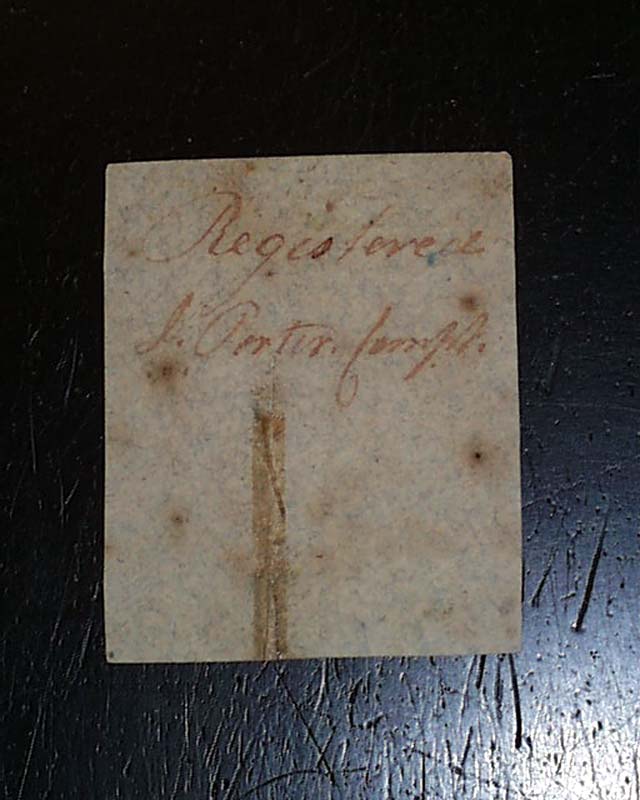 Registered
J. Porter. Compt.